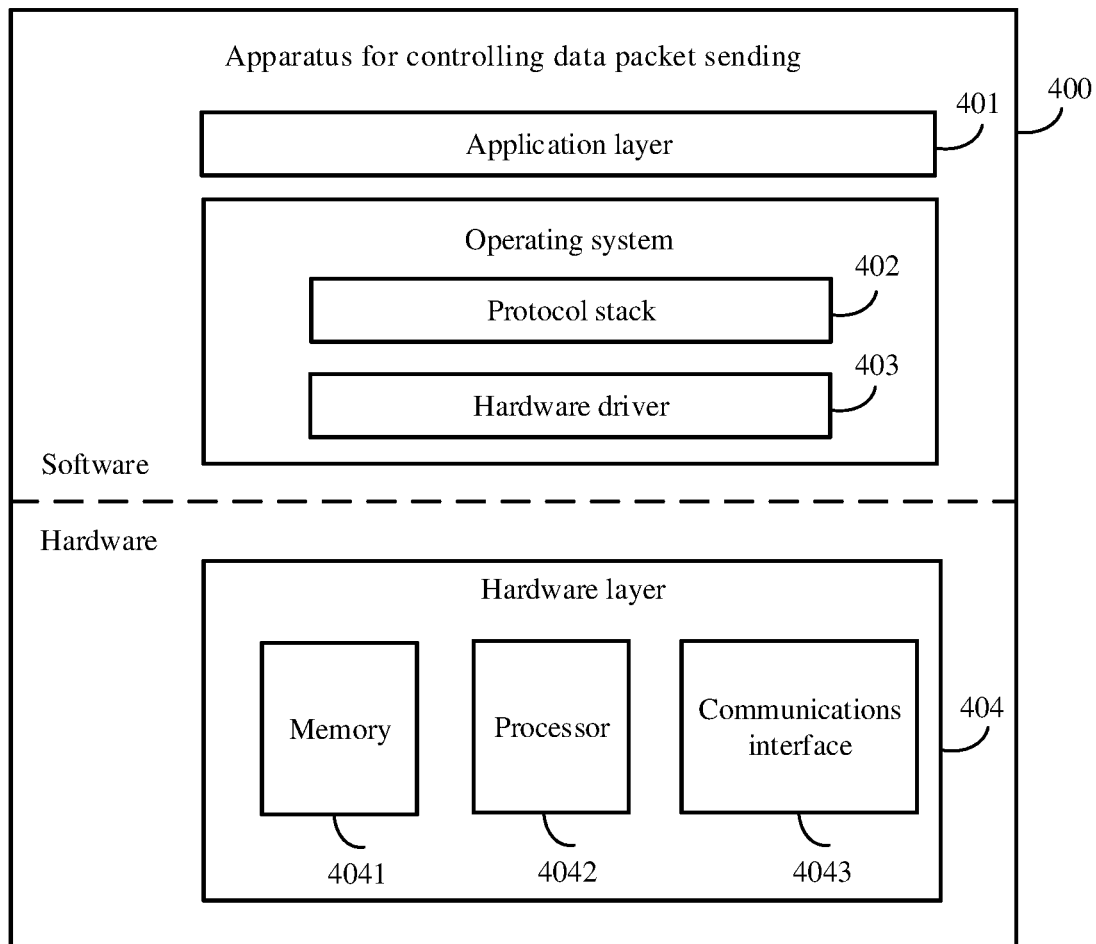 Apparatus for controlling data packet sending
400
401
Application layer
Operating system
402
Protocol stack
403
Hardware driver
Software
Hardware
Hardware layer
Memory
Processor
Communications
interface
404
4041
4042
4043